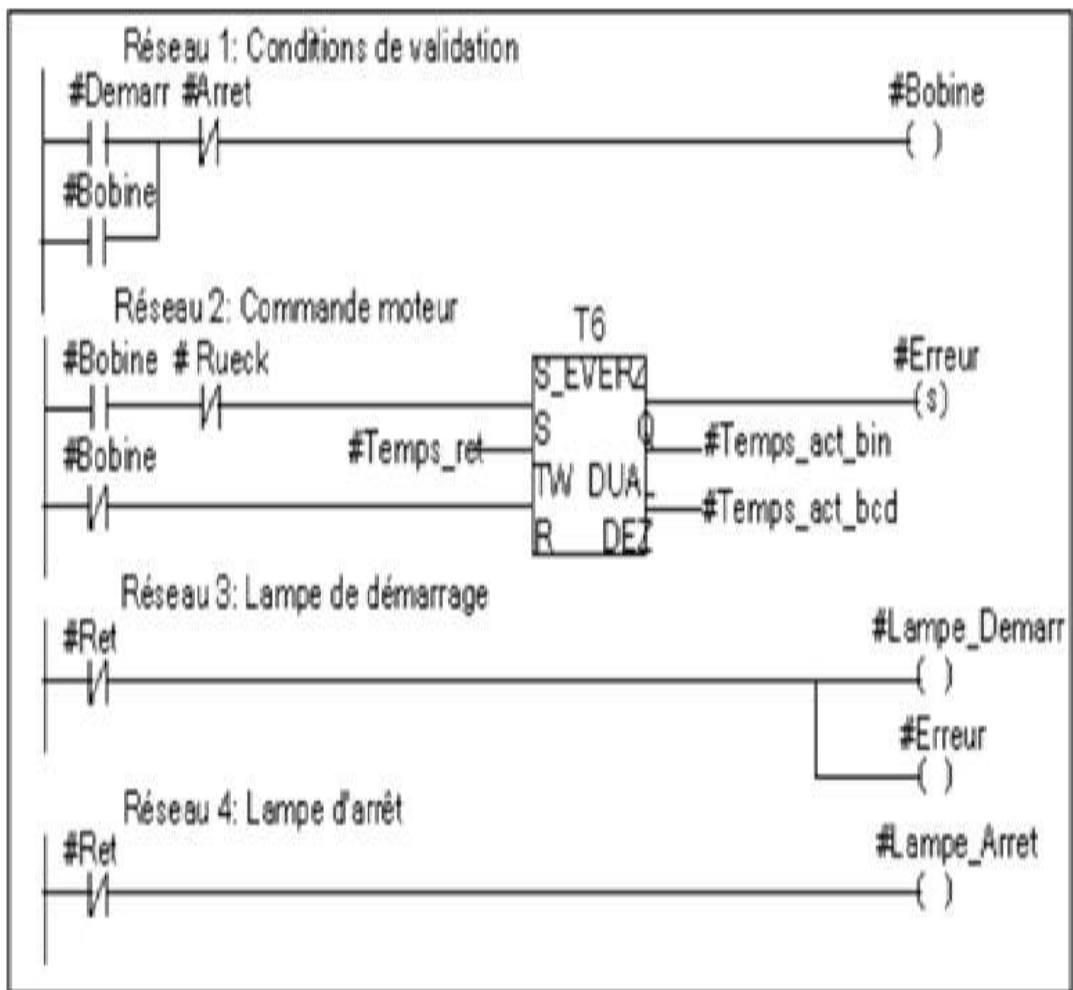 Réseau 1: Conditions de validation
#Demarr #Arret #Bobine
( )
#Bobine
Réseau 2: Commande moteur
T6
#Bobine # Rueck #Erreur
S_EVERZ
(s)
S Q
#Temps_ret #Temps_act_bin
#Bobine
TW DUA
#Temps_act_bcd
R DEZ
Réseau 3: Lampe de démarrage
#Ret #Lampe_Demarr
( )
#Erreur
( )
Réseau 4: Lampe d'arrêt
#Ret #Lampe_Arret
( )